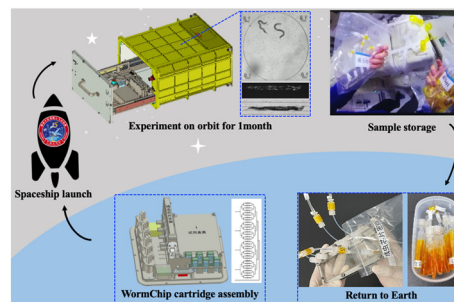 Experiment on orbit for 1month
Sample storage
Spaceship launch
WormChip cartridge assembly
Return to Earth